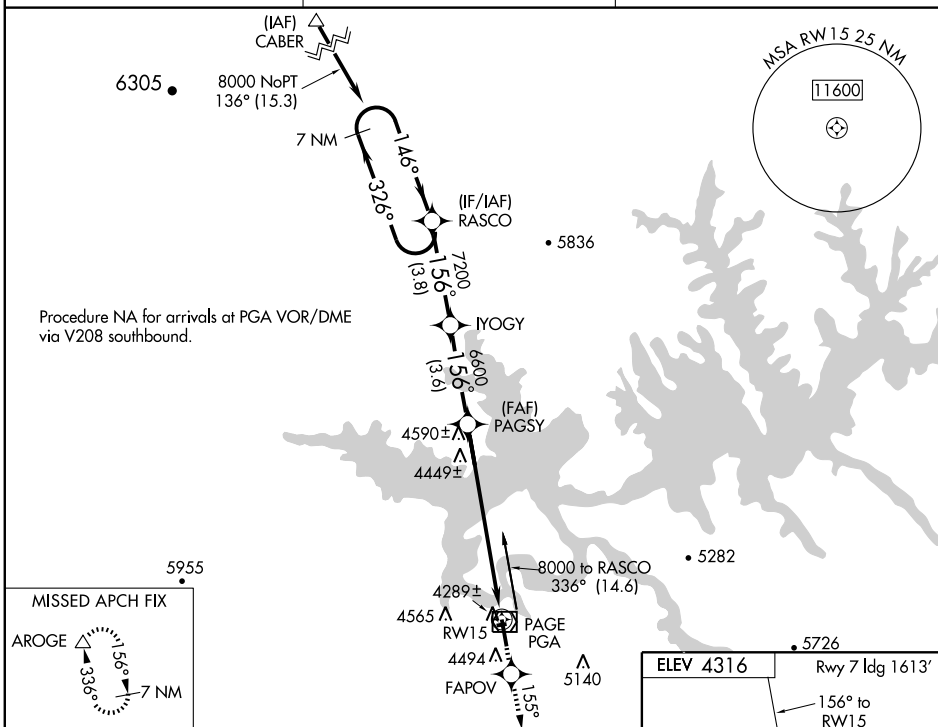 (IAF)
CABER
6305
8000 NoPT
136° (15.3)
MSA RW15 25 NM
11600
7 NM
146°
326°
(IF/IAF)
RASCO
5836
7200
156°
(3.8)
Procedure NA for arrivals at PGA VOR/DME
via V208 southbound.
IYOGY
6600
156°
(3.6)
(FAF)
PAGSY
4590±
4449±
5282
5955
8000 to RASCO
336° (14.6)
MISSED APCH FIX
AROGE
156°
336°
7 NM
4289±
4565
RW15
PAGE
PGA
4494
5140
FAPOV
155°
5726
ELEV 4316
Rwy 7 ldg 1613'
156° to
RW15